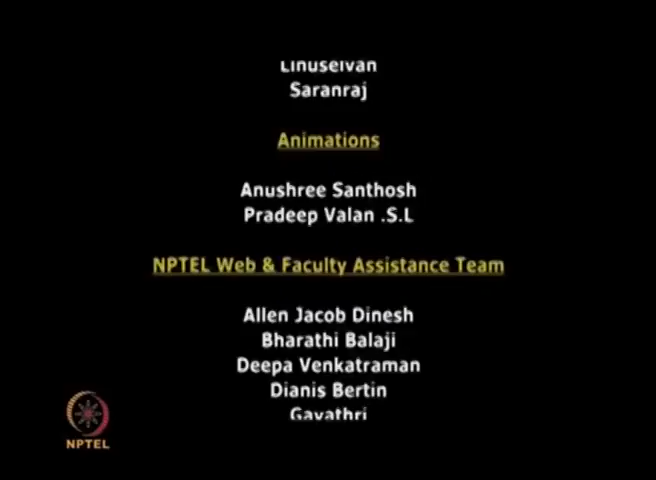 Linuselvan
Saranraj
Animations
Anushree Santhosh
Pradeep Valan .S.L
NPTEL Web & Faculty Assistance Team
Allen Jacob Dinesh
Bharathi Balaji
Deepa Venkatraman
Dianis Bertin
Gayathri
NPTEL